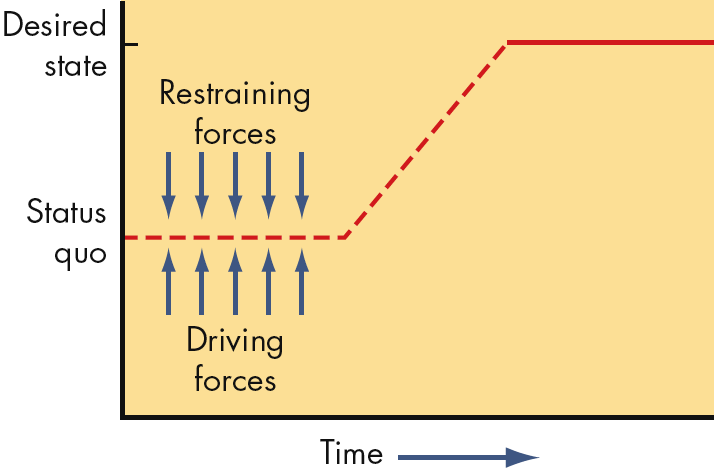 Desired
state
Restraining
forces
Status
quo
Driving
forces
Time